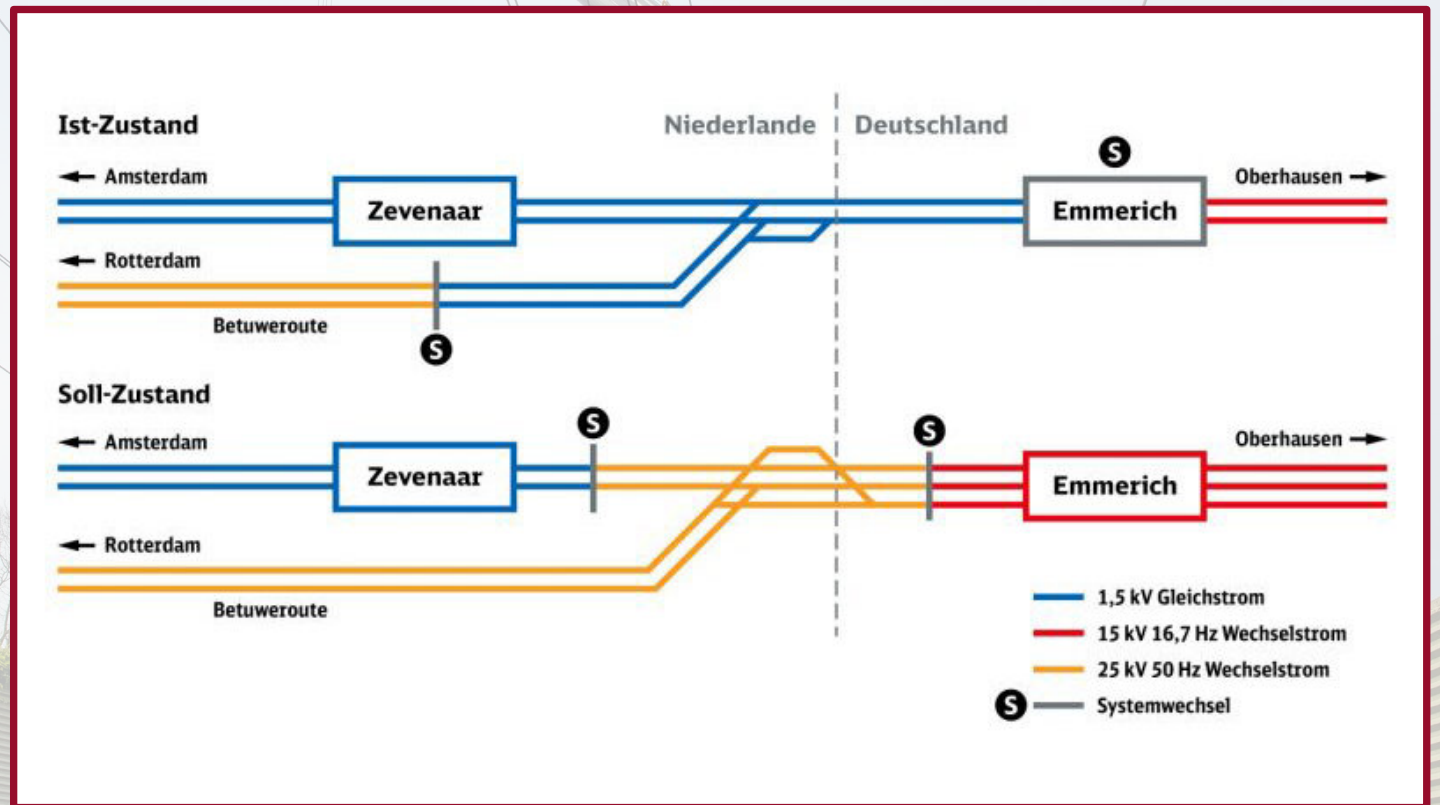 Ist-Zustand
Niederlande
Deutschland
S
Amsterdam
Oberhausen
Zevenaar
Emmerich
Rotterdam
Betuweroute
S
Soll-Zustand
S
S
Amsterdam
Oberhausen
Zevenaar
Emmerich
Rotterdam
Betuweroute
1,5 kV Gleichstrom
15 kV 16,7 Hz Wechselstrom
25 kV 50 Hz Wechselstrom
S Systemwechsel